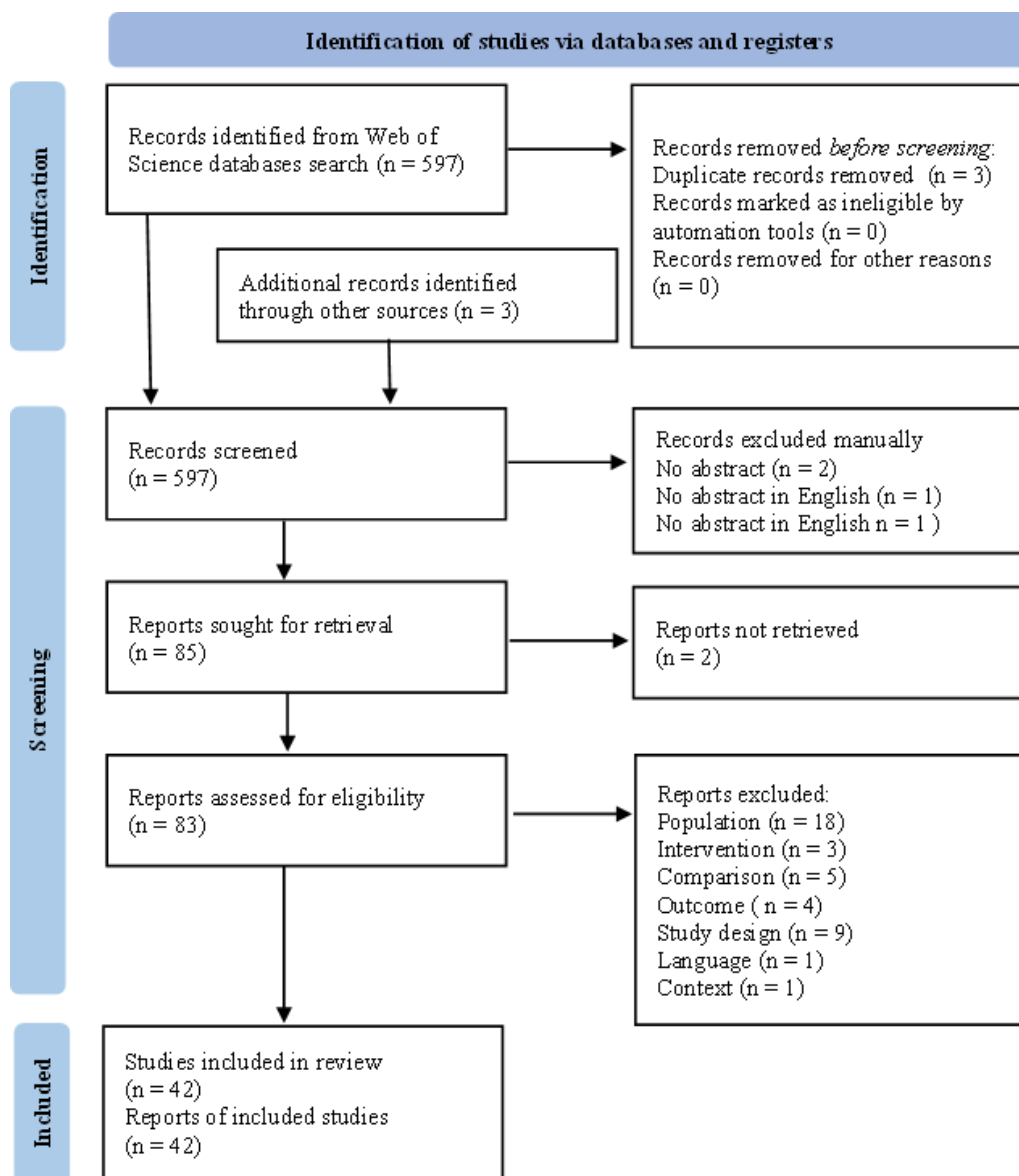 Identification of studies via databases and registers
Identification
Records identified from Web of
Science databases search (n = 597)
Records removed before screening:
Duplicate records removed (n = 3)
Records marked as ineligible by
automation tools (n = 0)
Records removed for other reasons
(n = 0)
Additional records identified
through other sources (n = 3)
Screening
Records screened
(n = 597)
Records excluded manually
No abstract (n = 2)
No abstract in English (n = 1)
No abstract in English n = 1 )
Reports sought for retrieval
(n = 85)
Reports not retrieved
(n = 2)
Reports assessed for eligibility
(n = 83)
Reports excluded:
Population (n = 18)
Intervention (n = 3)
Comparison (n = 5)
Outcome ( n = 4)
Study design (n = 9)
Language (n = 1)
Context (n = 1)
Included
Studies included in review
(n = 42)
Reports of included studies
(n = 42)